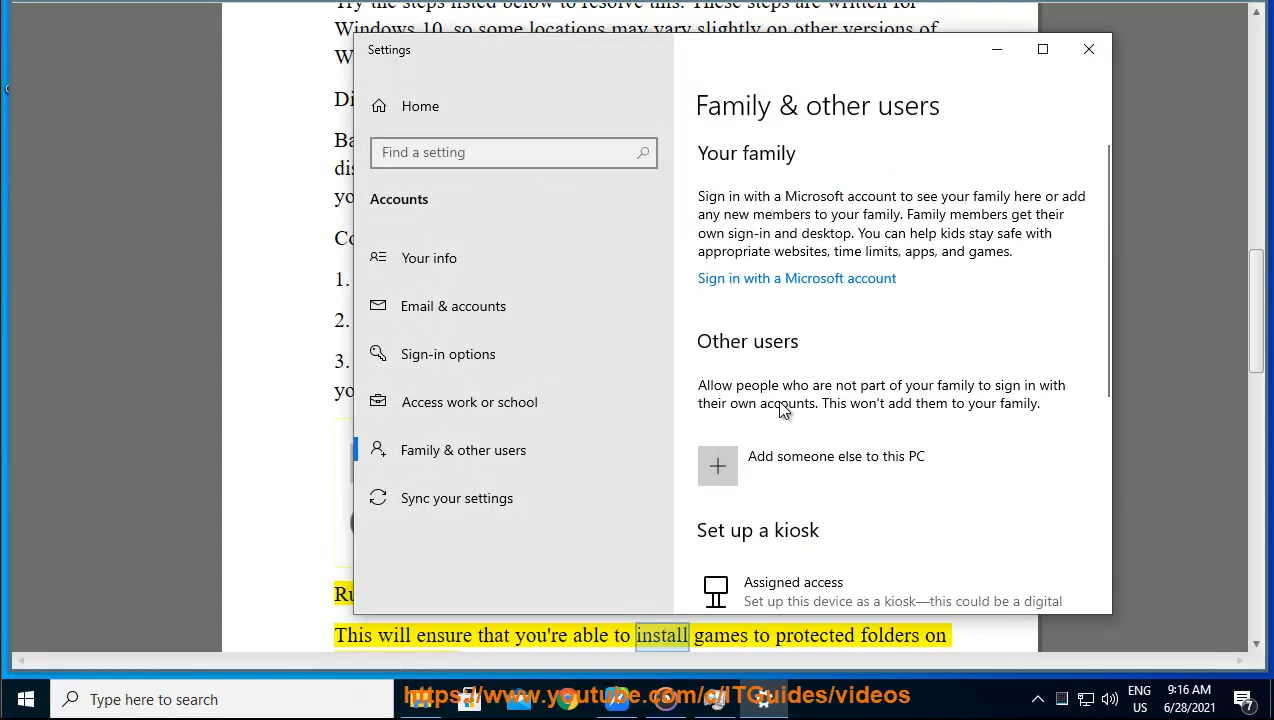 Try the steps listed below to resolve this. These steps are written for
Windows 10, so some locations may vary slightly on other versions of
Settings
Home
Find a setting
Accounts
Your info
Email & accounts
Sign-in options
Access work or school
Family & other users
Sync your settings
Family & other users
Your family
Sign in with a Microsoft account to see your family here or add
any new members to your family. Family members get their
own sign-in and desktop. You can help kids stay safe with
appropriate websites, time limits, apps, and games.
Sign in with a Microsoft account
Other users
Allow people who are not part of your family to sign in with
their own accounts. This won't add them to your family.
Add someone else to this PC
Set up a kiosk
Assigned access
Set up this device as a kiosk—this could be a digital
1.
2.
3.
This will ensure that you're able to install games to protected folders on
Type here to search
https://www.youtube.com/c/ITGuides/videos
ENG
US
9:16 AM
6/28/2021
7